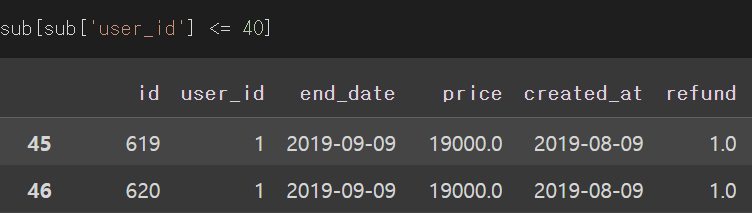 sub[sub['user_id'] <= 40]
id user_id end_date price created_at refund
45 619 1 2019-09-09 19000.0 2019-08-09 1.0
46 620 1 2019-09-09 19000.0 2019-08-09 1.0